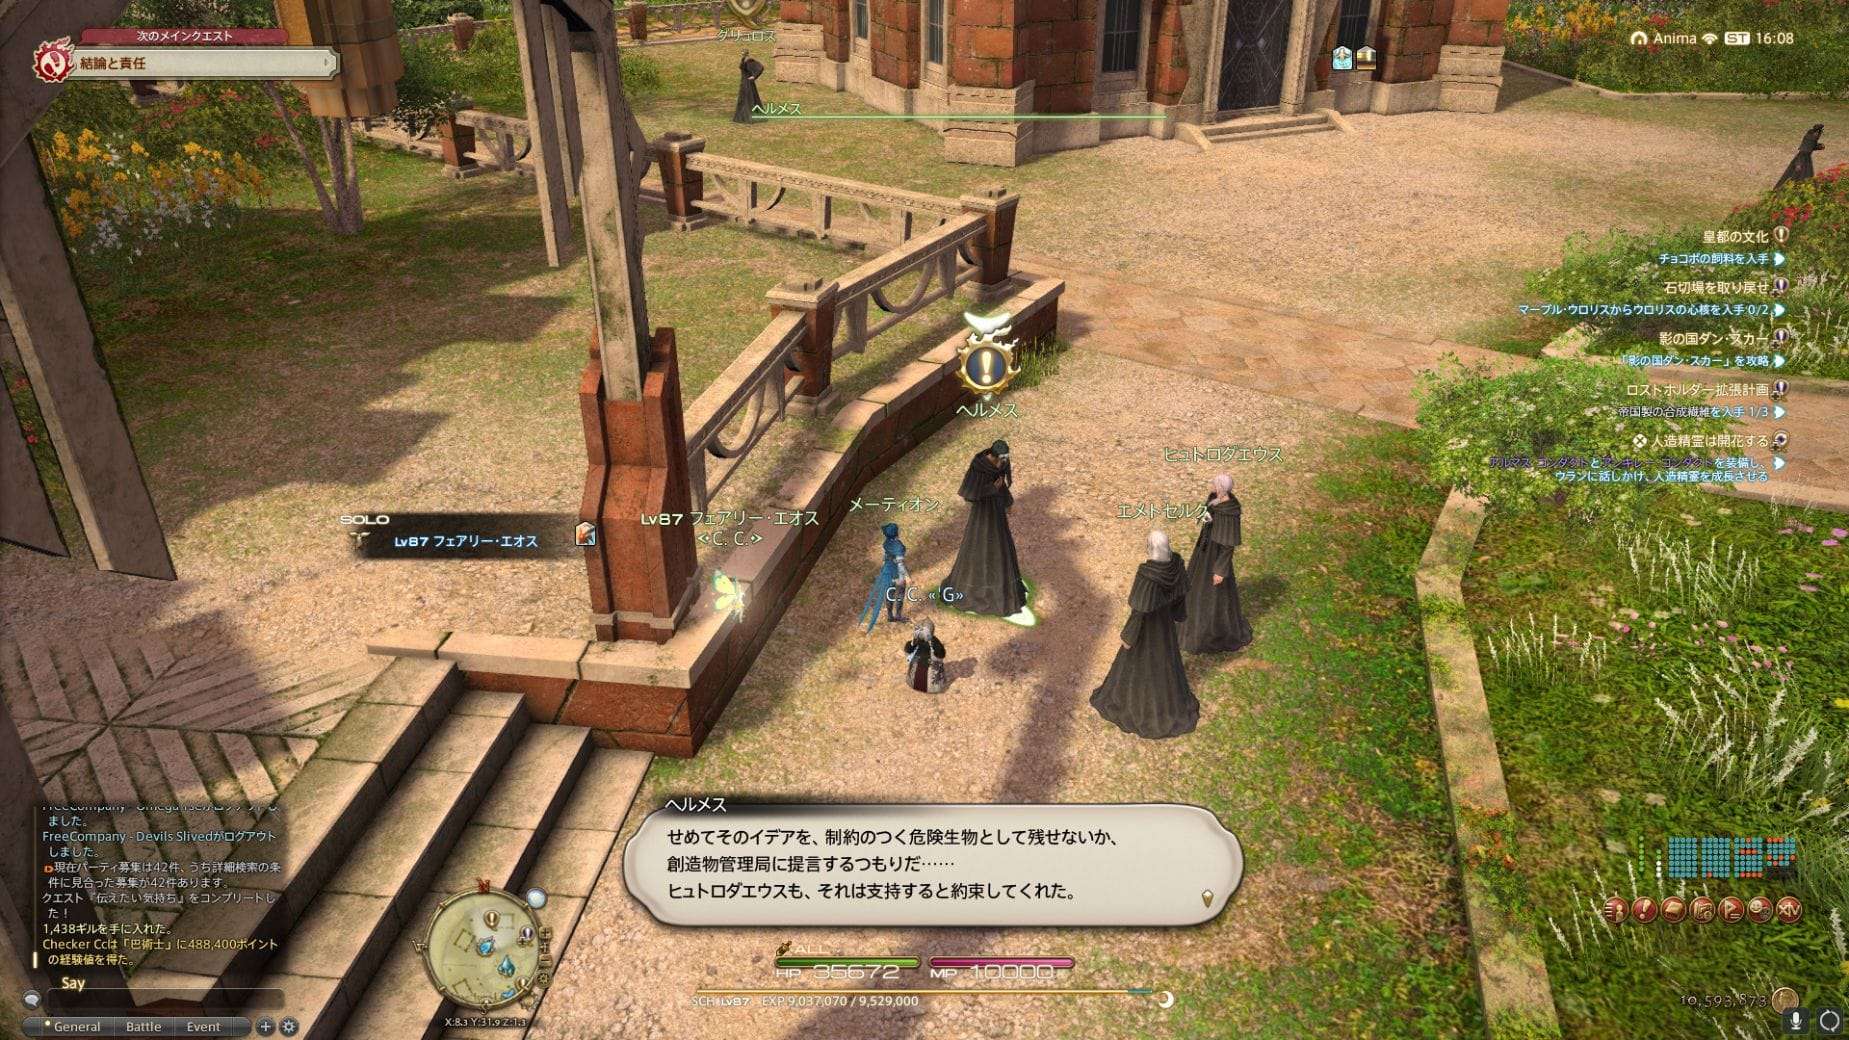 次のメインクエスト
結論と責任
グリュロス
ヘルメス
Anima ST 16:08
皇都の文化
チョコボの飼料を入手
石切場を取り戻せ
マーブル・ウロリスからウロリスの心核を入手 0/2
影の国ダン・スカー
「影の国ダン・スカー」を攻略
ロストホルダー拡張計画
帝国製の合成繊維を入手 1/3
人造精霊は開花する
アルマス・コンダクトとアンキレー・コンダクトを装備し、
ウランに話しかけ、人造精霊を成長させる
ヘルメス
ヒュトロダエウス
エメトセルク
メーティオン
Lv87 フェアリー・エオス
«C. C.»
SOLO
Lv87 フェアリー・エオス
C. C. «'G»
ヘルメス
せめてそのイデアを、制約のつく危険生物として残せないか、
創造物管理局に提言するつもりだ……
ヒュトロダエウスも、それは支持すると約束してくれた。
ました。
FreeCompany - Devils Slivedがログアウト
しました。
現在パーティ募集は42件、うち詳細検索の条
件に見合った募集が42件あります。
クエスト『伝えたい気持ち』をコンプリートし
た！
1,438ギルを手に入れた。
Checker Ccは「巴術士」に488,400ポイント
の経験値を得た。
Say
General Battle Event
N
X:8.3 Y:31.9 Z:1.3
HP 35672 MP 10000
SCH Lv87 EXP 9,037,070 / 9,529,000
10,593,873
XIV